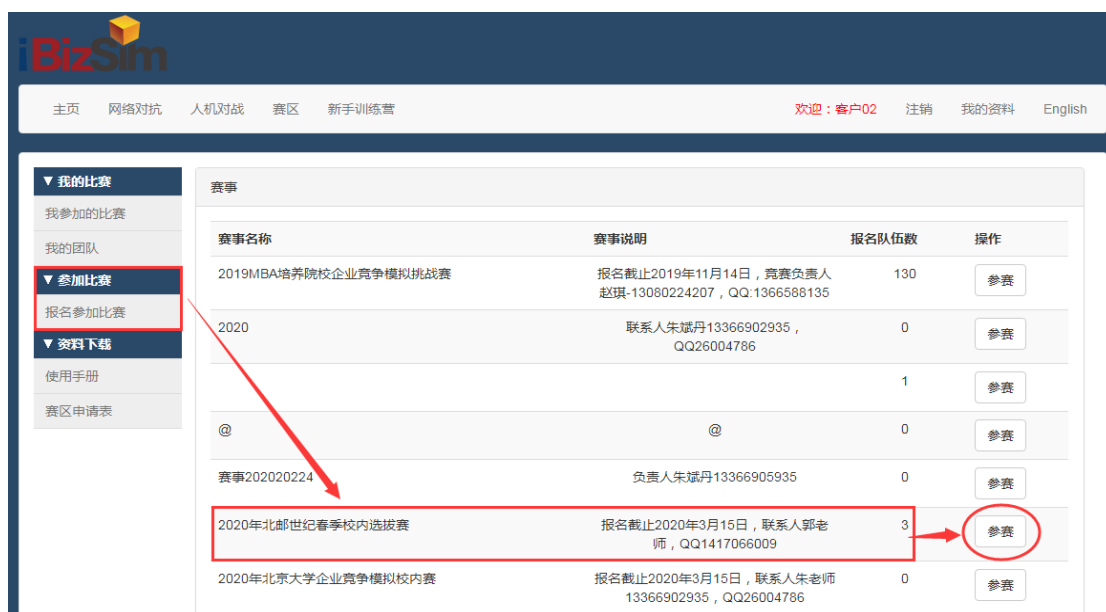 iBizSim
主页 网络对抗 人机对战 赛区 新手训练营 欢迎：客户02 注销 我的资料 English
▼ 我的比赛
我参加的比赛
我的团队
▼ 参加比赛
报名参加比赛
▼ 资料下载
使用手册
赛区申请表
赛事
赛事名称 赛事说明 报名队伍数 操作
2019MBA培养院校企业竞争模拟挑战赛 报名截止2019年11月14日，竞赛负责人 130 参赛
赵琪-13080224207，QQ:1366588135
2020 联系人朱斌丹13366902935， 0 参赛
QQ26004786
1 参赛
@ @ 0 参赛
赛事202020224 负责人朱斌丹13366905935 0 参赛
2020年北邮世纪春季校内选拔赛 报名截止2020年3月15日，联系人郭老 3 参赛
师，QQ1417066009
2020年北京大学企业竞争模拟校内赛 报名截止2020年3月15日，联系人朱老师 0 参赛
13366902935，QQ26004786